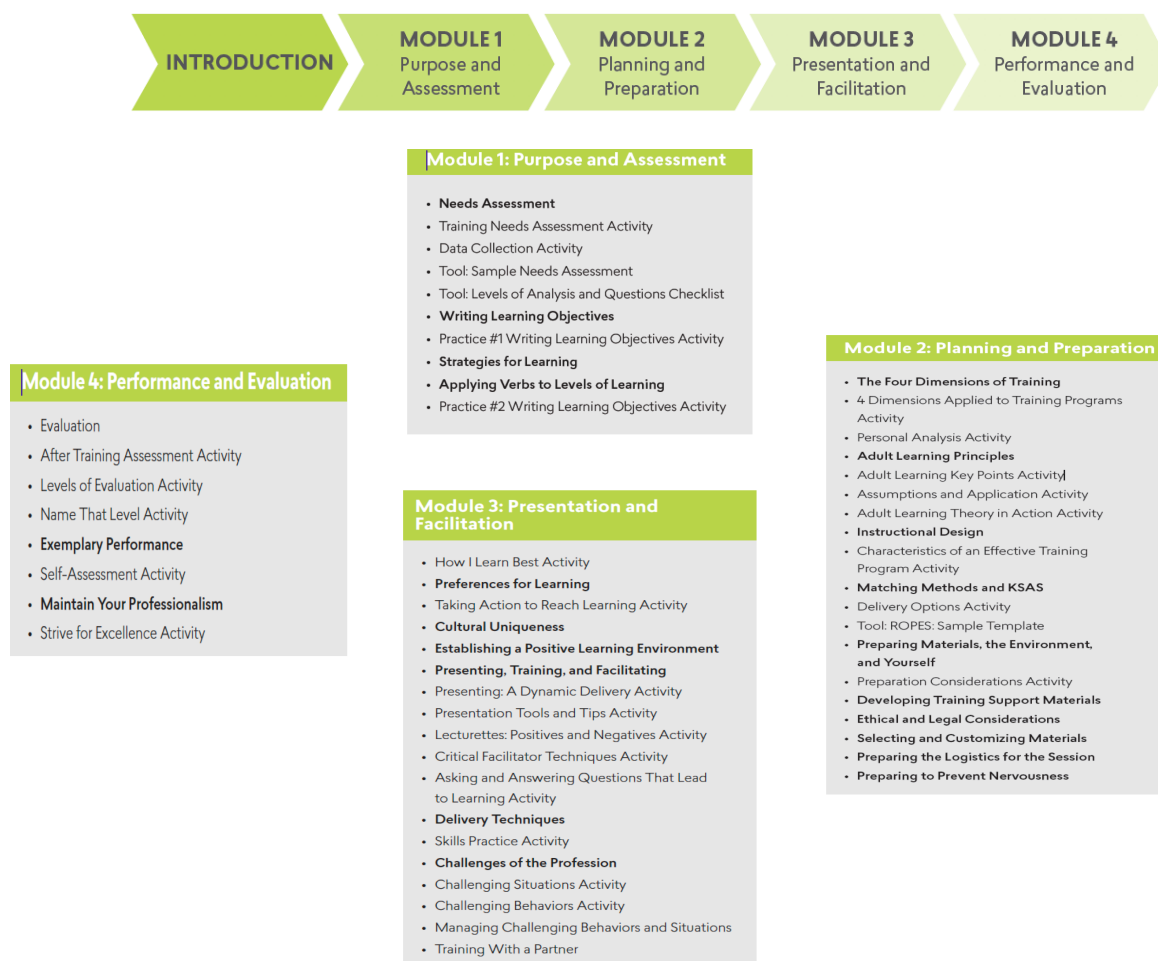 INTRODUCTION
MODULE 1
Purpose and
Assessment
MODULE 2
Planning and
Preparation
MODULE 3
Presentation and
Facilitation
MODULE 4
Performance and
Evaluation
Module 1: Purpose and Assessment
• Needs Assessment
• Training Needs Assessment Activity
• Data Collection Activity
• Tool: Sample Needs Assessment
• Tool: Levels of Analysis and Questions Checklist
• Writing Learning Objectives
• Practice #1 Writing Learning Objectives Activity
• Strategies for Learning
• Applying Verbs to Levels of Learning
• Practice #2 Writing Learning Objectives Activity
Module 2: Planning and Preparation
• The Four Dimensions of Training
• 4 Dimensions Applied to Training Programs
Activity
• Personal Analysis Activity
• Adult Learning Principles
• Adult Learning Key Points Activity
• Assumptions and Application Activity
• Adult Learning Theory in Action Activity
• Instructional Design
• Characteristics of an Effective Training
Program Activity
• Matching Methods and KSAS
• Delivery Options Activity
• Tool: ROPES: Sample Template
• Preparing Materials, the Environment,
and Yourself
• Preparation Considerations Activity
• Developing Training Support Materials
• Ethical and Legal Considerations
• Selecting and Customizing Materials
• Preparing the Logistics for the Session
• Preparing to Prevent Nervousness
Module 3: Presentation and
Facilitation
• How I Learn Best Activity
• Preferences for Learning
• Taking Action to Reach Learning Activity
• Cultural Uniqueness
• Establishing a Positive Learning Environment
• Presenting, Training, and Facilitating
• Presenting: A Dynamic Delivery Activity
• Presentation Tools and Tips Activity
• Lecturettes: Positives and Negatives Activity
• Critical Facilitator Techniques Activity
• Asking and Answering Questions That Lead
to Learning Activity
• Delivery Techniques
• Skills Practice Activity
• Challenges of the Profession
• Challenging Situations Activity
• Challenging Behaviors Activity
• Managing Challenging Behaviors and Situations
• Training With a Partner
Module 4: Performance and Evaluation
• Evaluation
• After Training Assessment Activity
• Levels of Evaluation Activity
• Name That Level Activity
• Exemplary Performance
• Self-Assessment Activity
• Maintain Your Professionalism
• Strive for Excellence Activity